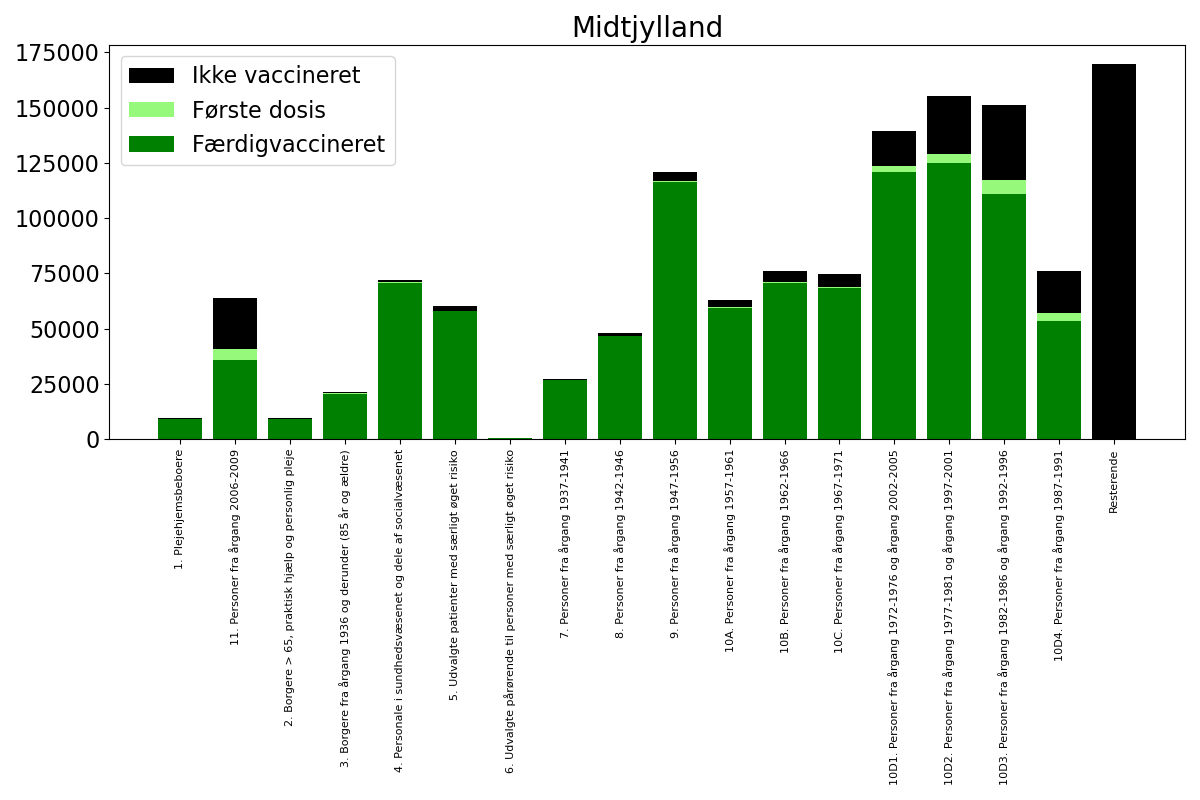 Midtjylland
175000
150000
125000
100000
75000
50000
25000
0
Ikke vaccineret
Første dosis
Færdigvaccineret
1. Plejehjemsbeboere
11. Personer fra årgang 2006-2009
2. Borgere > 65, praktisk hjælp og personlig pleje
3. Borgere fra årgang 1936 og derunder (85 år og ældre)
4. Personale i sundhedsvæsenet og dele af socialvæsenet
5. Udvalgte patienter med særligt øget risiko
6. Udvalgte pårørende til personer med særligt øget risiko
7. Personer fra årgang 1937-1941
8. Personer fra årgang 1942-1946
9. Personer fra årgang 1947-1956
10A. Personer fra årgang 1957-1961
10B. Personer fra årgang 1962-1966
10C. Personer fra årgang 1967-1971
10D1. Personer fra årgang 1972-1976 og årgang 2002-2005
10D2. Personer fra årgang 1977-1981 og årgang 1997-2001
10D3. Personer fra årgang 1982-1986 og årgang 1992-1996
10D4. Personer fra årgang 1987-1991
Resterende